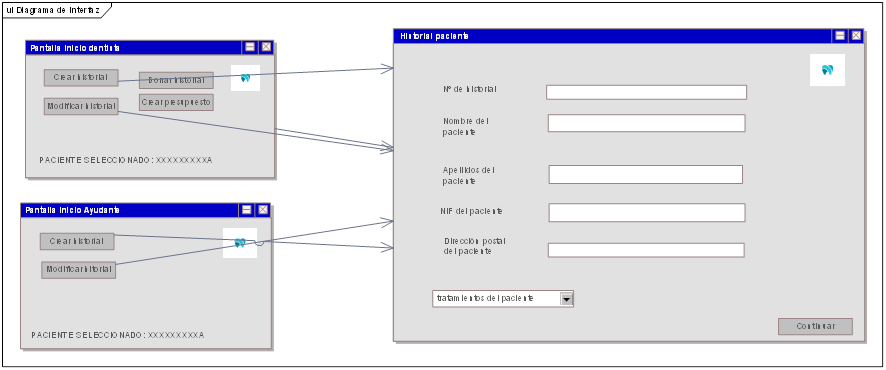 ui Diagrama de interfaz
Pantalla inicio dentista
Crear historial
Borrar historial
Modificar historial
Crear presupuesto
PACIENTE SELECCIONADO: XXXXXXXXXA
Pantalla inicio Ayudante
Crear historial
Modificar hitorial
PACIENTE SELECCIONADO: XXXXXXXXXA
Historial paciente
Nº de historial
Nombre del
paciente
Apellidos del
paciente
NIF del paciente
Dirección postal
del paciente
tratamientos del paciente
Continuar